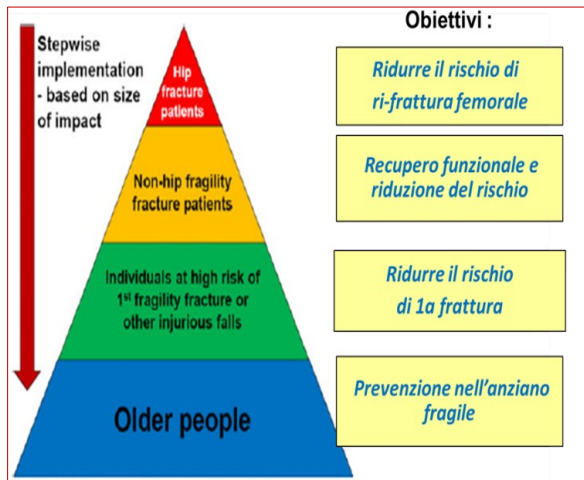 Stepwise
implementation
- based on size
of impact
Hip
fracture
patients
Non-hip fragility
fracture patients
Individuals at high risk of
1st fragility fracture or
other injurious falls
Older people
Obiettivi :
Ridurre il rischio di
ri-frattura femorale
Recupero funzionale e
riduzione del rischio
Ridurre il rischio
di 1a frattura
Prevenzione nell'anziano
fragile